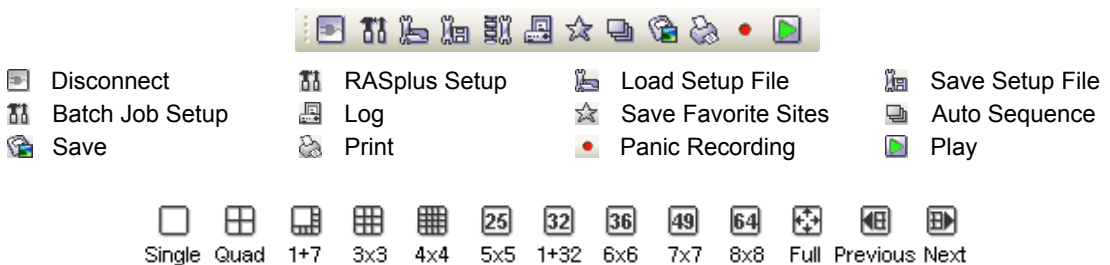 Disconnect RASplus Setup Load Setup File Save Setup File
Batch Job Setup Log Save Favorite Sites Auto Sequence
Save Print Panic Recording Play
25 32 36 49 64
Single Quad 1+7 3x3 4x4 5x5 1+32 6x6 7x7 8x8 Full Previous Next